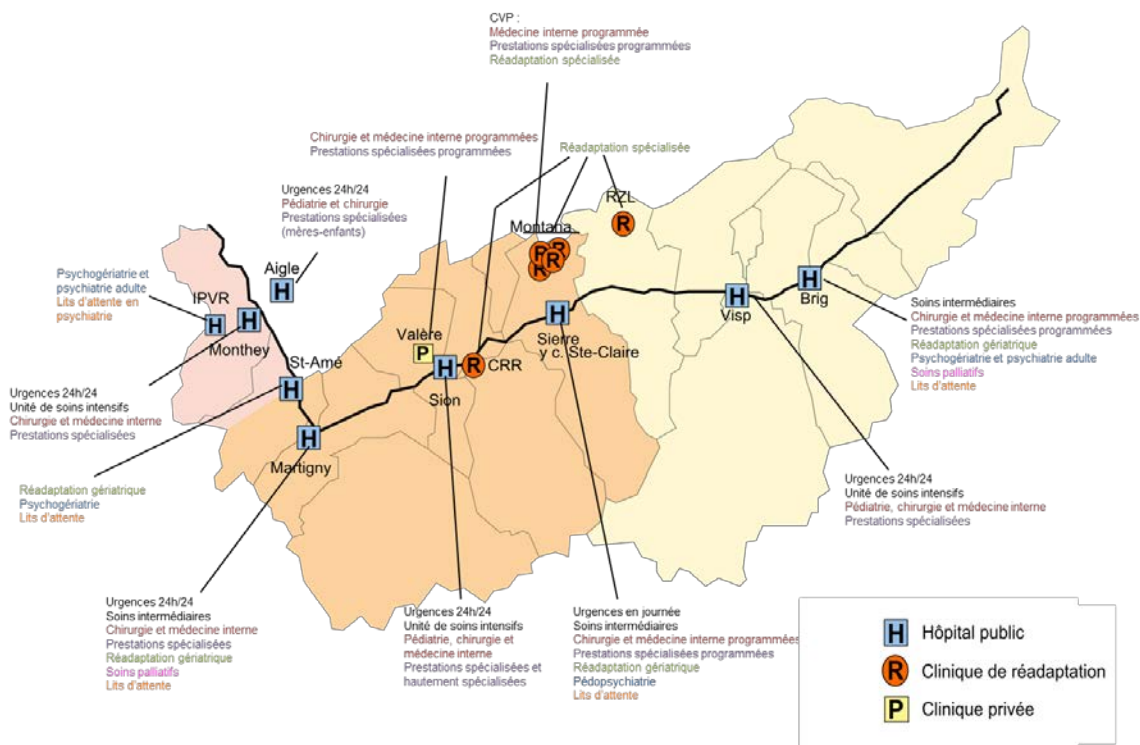 CVP :
Médecine interne programmée
Prestations spécialisées programmées
Réadaptation spécialisée
Chirurgie et médecine interne programmées
Prestations spécialisées programmées
Réadaptation spécialisée
Urgences 24h/24
Pédiatrie et chirurgie
Prestations spécialisées
(mères-enfants)
RZL
R
Montana
R
R
R
R
Psychogériatrie et
psychiatrie adulte
Lits d'attente en
psychiatrie
Aigle
H
IPVR
H
H
Monthey
Brig
H
Visp
H
Soins intermédiaires
Chirurgie et médecine interne programmées
Prestations spécialisées programmées
Réadaptation gériatrique
Psychogériatrie et psychiatrie adulte
Soins palliatifs
Lits d'attente
H
Sierre
y c. Ste-Claire
Valère
P
H
Sion
R
CRR
St-Amé
H
H
Martigny
Urgences 24h/24
Unité de soins intensifs
Chirurgie et médecine interne
Prestations spécialisées
Réadaptation gériatrique
Psychogériatrie
Lits d'attente
Urgences 24h/24
Unité de soins intensifs
Pédiatrie, chirurgie et médecine interne
Prestations spécialisées
Urgences 24h/24
Soins intermédiaires
Chirurgie et médecine interne
Prestations spécialisées
Réadaptation gériatrique
Soins palliatifs
Lits d'attente
Urgences 24h/24
Unité de soins intensifs
Pédiatrie, chirurgie et
médecine interne
Prestations spécialisées et
hautement spécialisées
Urgences en journée
Soins intermédiaires
Chirurgie et médecine interne programmées
Prestations spécialisées programmées
Réadaptation gériatrique
Pédopsychiatrie
Lits d'attente
H Hôpital public
R Clinique de réadaptation
P Clinique privée